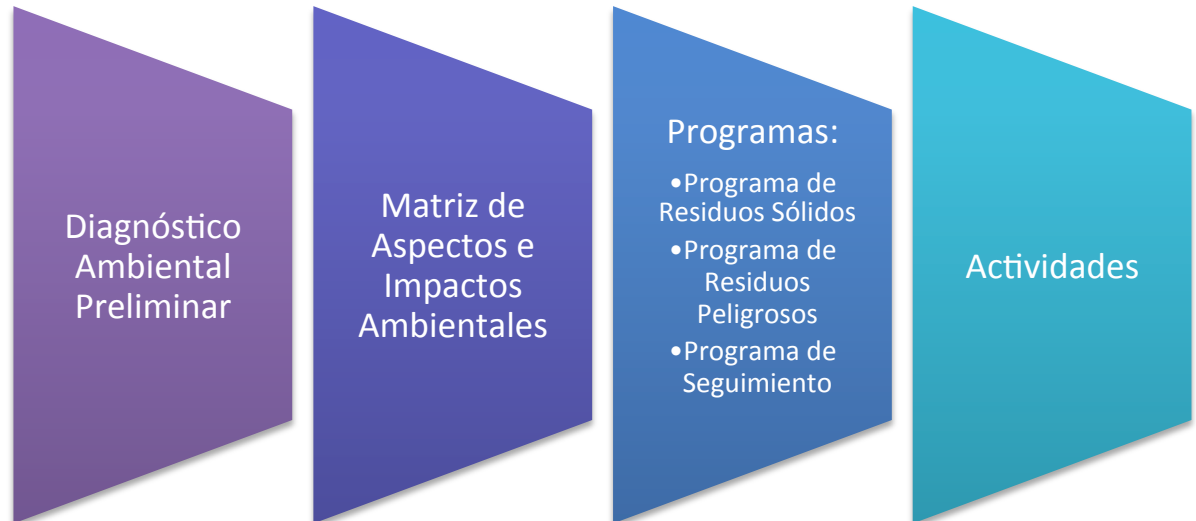 Diagnóstico
Ambiental
Preliminar
Matriz de
Aspectos e
Impactos
Ambientales
Programas:
•Programa de
Residuos Sólidos
•Programa de
Residuos
Peligrosos
•Programa de
Seguimiento
Actividades